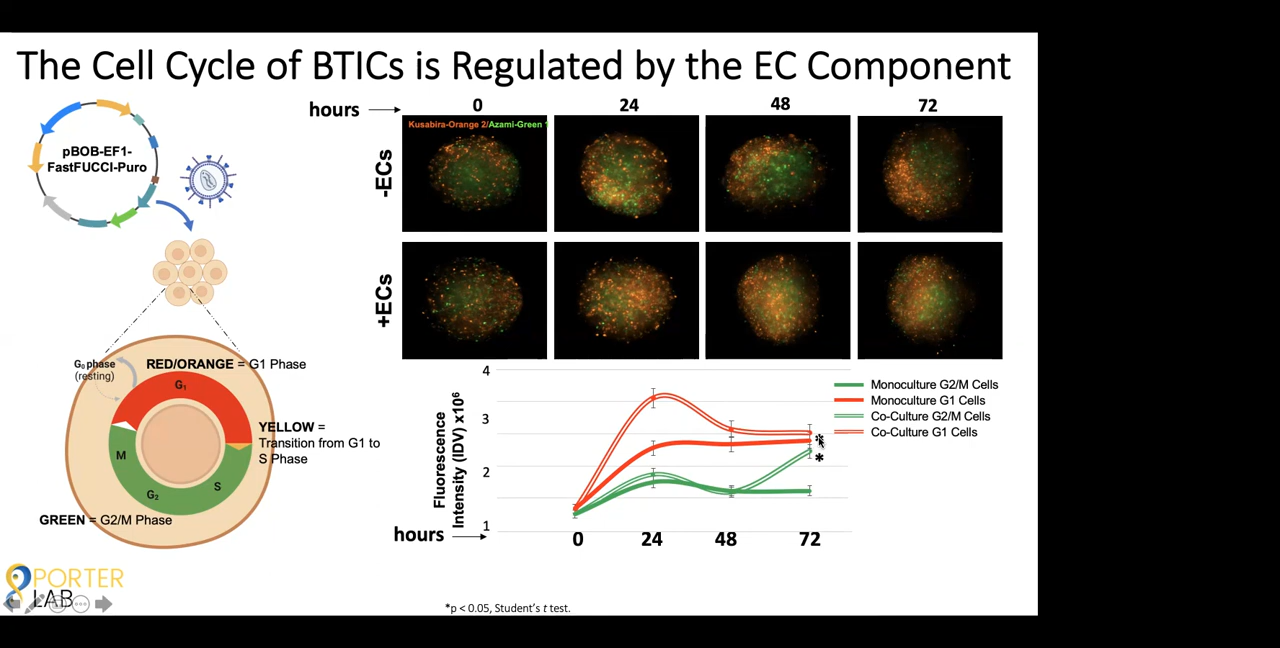 The Cell Cycle of BTICs is Regulated by the EC Component
pBOB-EF1-
FastFUCCI-Puro
hours
0
24
48
72
Kusabira-Orange 2/Azami-Green 1
-ECs
+ECs
G₀ phase
(resting)
RED/ORANGE = G1 Phase
G₁
YELLOW =
Transition from G1 to
S Phase
M
G₂
S
GREEN = G2/M Phase
Fluorescence
Intensity (IDV) x10⁶
4
3
2
1
Monoculture G2/M Cells
Monoculture G1 Cells
Co-Culture G2/M Cells
Co-Culture G1 Cells
*
*
hours
0
24
48
72
PORTER
LAB
*p < 0.05, Student's t test.